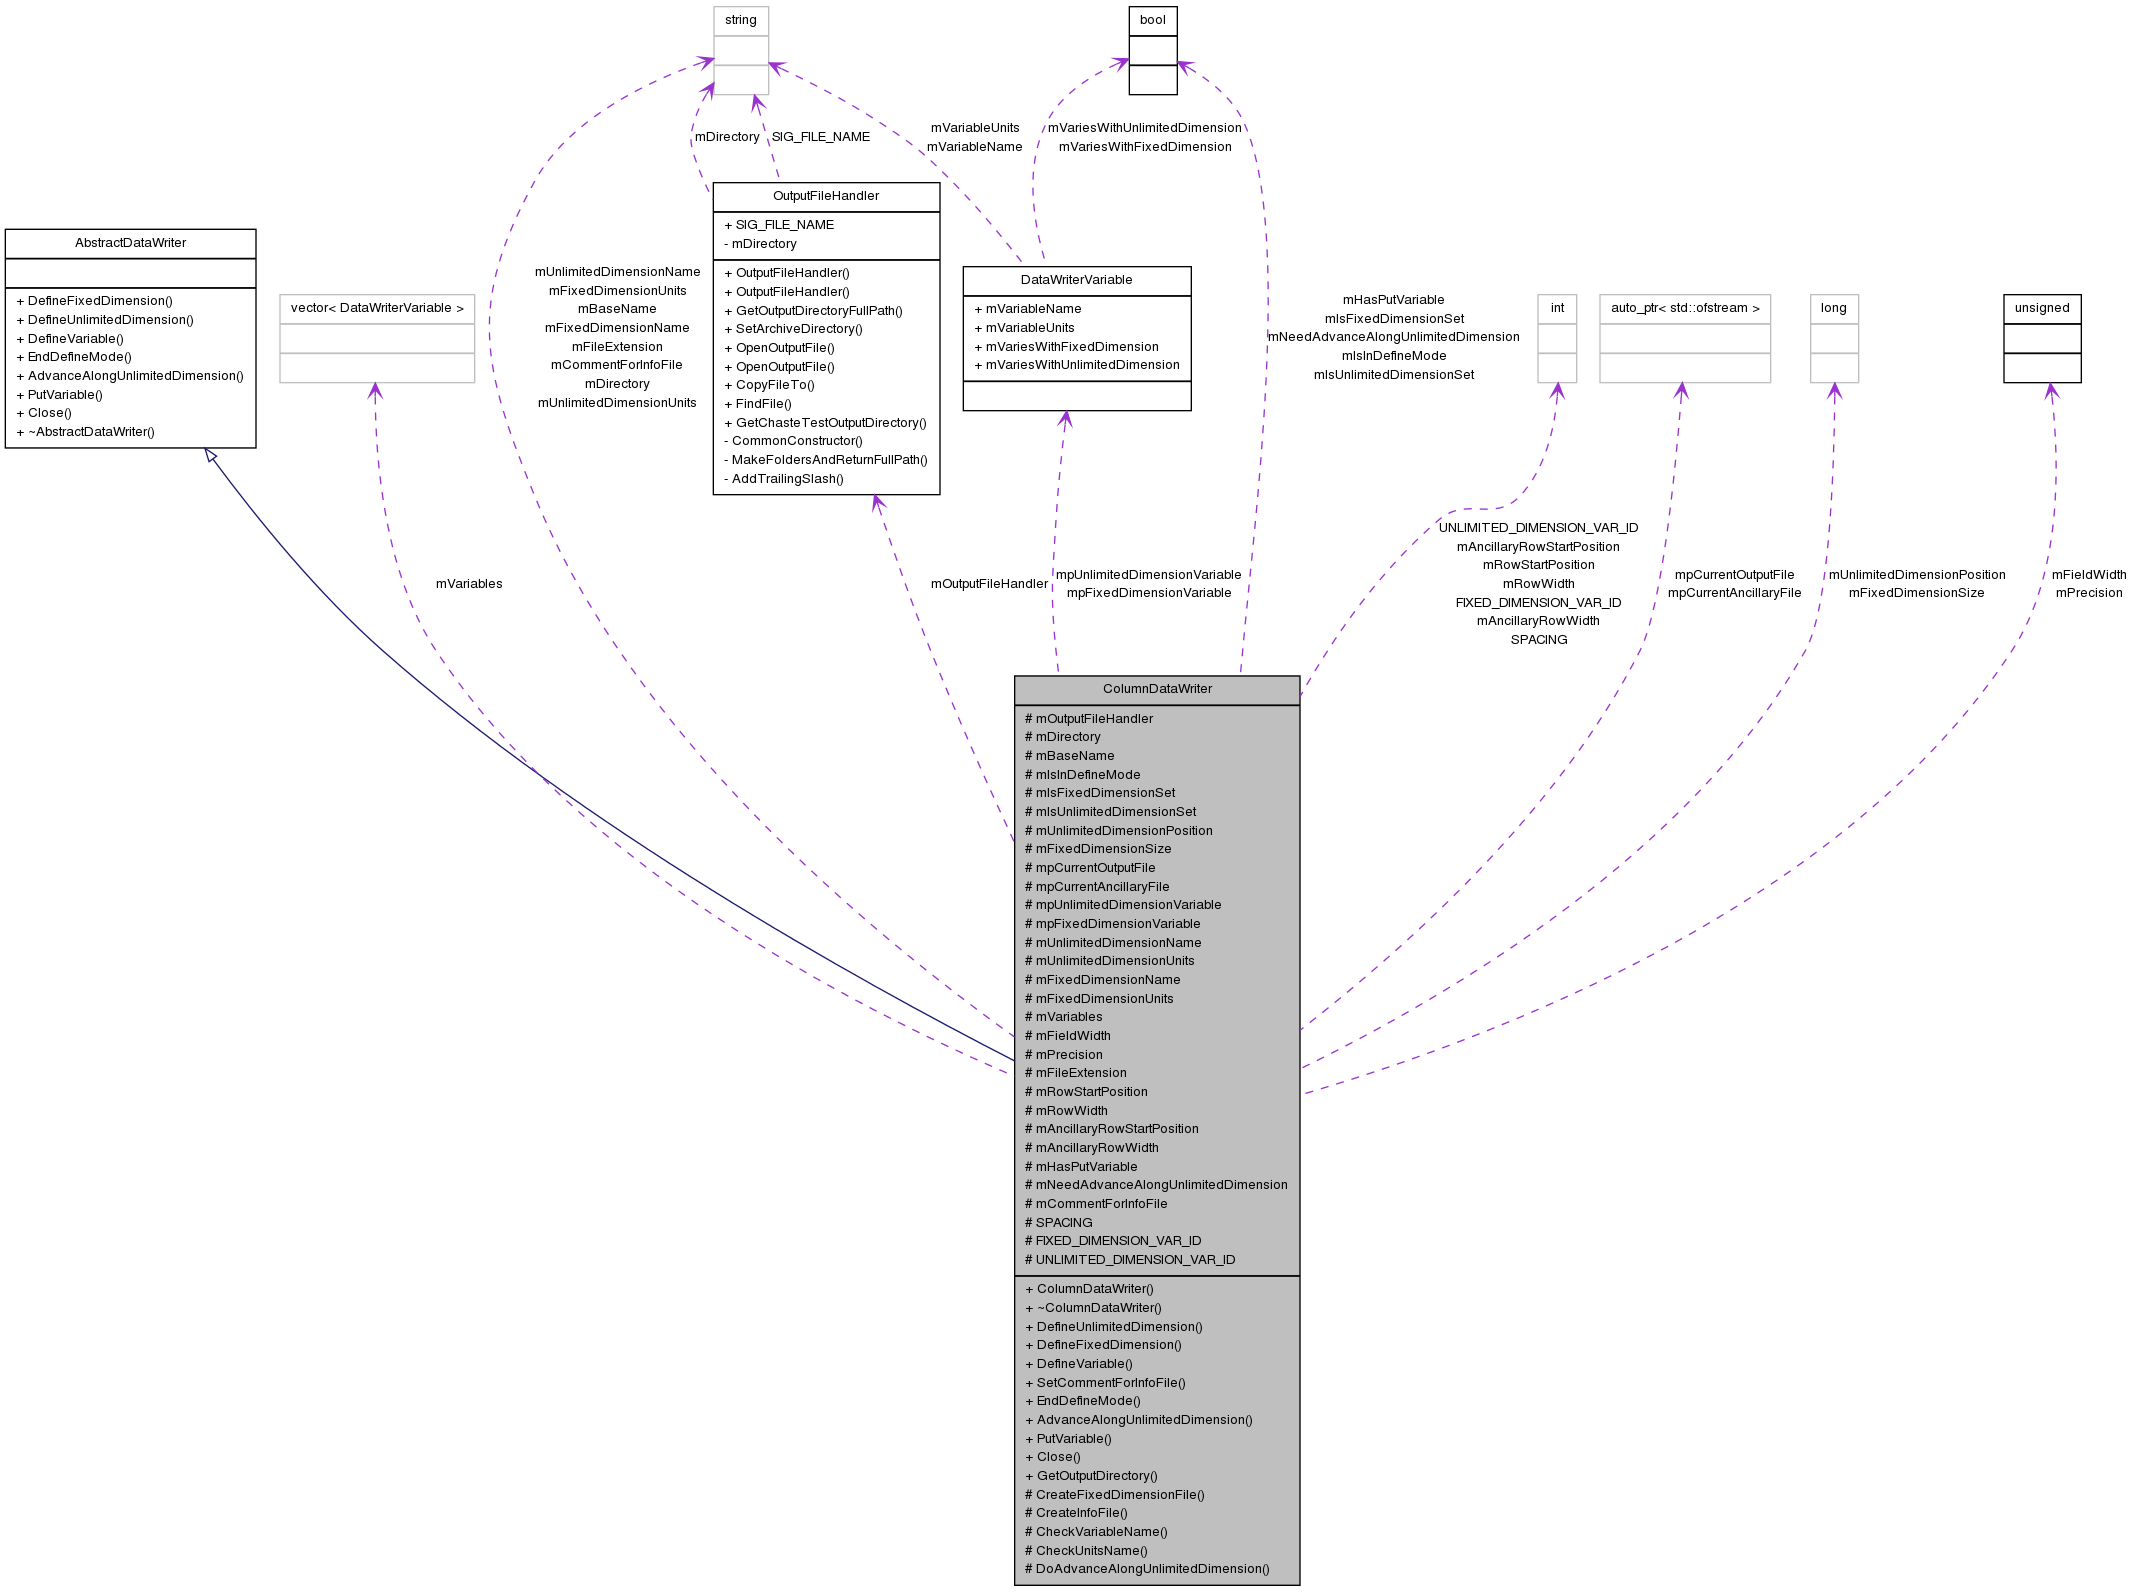 string
bool
mDirectory
SIG_FILE_NAME
mVariableUnits
mVariableName
mVariesWithUnlimitedDimension
mVariesWithFixedDimension
AbstractDataWriter
+ DefineFixedDimension()
+ DefineUnlimitedDimension()
+ DefineVariable()
+ EndDefineMode()
+ AdvanceAlongUnlimitedDimension()
+ PutVariable()
+ Close()
+ ~AbstractDataWriter()
vector< DataWriterVariable >
mUnlimitedDimensionName
mFixedDimensionUnits
mBaseName
mFixedDimensionName
mFileExtension
mCommentForInfoFile
mDirectory
mUnlimitedDimensionUnits
OutputFileHandler
+ SIG_FILE_NAME
- mDirectory
+ OutputFileHandler()
+ OutputFileHandler()
+ GetOutputDirectoryFullPath()
+ SetArchiveDirectory()
+ OpenOutputFile()
+ OpenOutputFile()
+ CopyFileTo()
+ FindFile()
+ GetChasteTestOutputDirectory()
- CommonConstructor()
- MakeFoldersAndReturnFullPath()
- AddTrailingSlash()
DataWriterVariable
+ mVariableName
+ mVariableUnits
+ mVariesWithFixedDimension
+ mVariesWithUnlimitedDimension
mHasPutVariable
mIsFixedDimensionSet
mNeedAdvanceAlongUnlimitedDimension
mIsInDefineMode
mIsUnlimitedDimensionSet
int
auto_ptr< std::ofstream >
long
unsigned
mVariables
mOutputFileHandler
mpUnlimitedDimensionVariable
mpFixedDimensionVariable
UNLIMITED_DIMENSION_VAR_ID
mAncillaryRowStartPosition
mRowStartPosition
mRowWidth
FIXED_DIMENSION_VAR_ID
mAncillaryRowWidth
SPACING
mpCurrentOutputFile
mpCurrentAncillaryFile
mUnlimitedDimensionPosition
mFixedDimensionSize
mFieldWidth
mPrecision
ColumnDataWriter
# mOutputFileHandler
# mDirectory
# mBaseName
# mIsInDefineMode
# mIsFixedDimensionSet
# mIsUnlimitedDimensionSet
# mUnlimitedDimensionPosition
# mFixedDimensionSize
# mpCurrentOutputFile
# mpCurrentAncillaryFile
# mpUnlimitedDimensionVariable
# mpFixedDimensionVariable
# mUnlimitedDimensionName
# mUnlimitedDimensionUnits
# mFixedDimensionName
# mFixedDimensionUnits
# mVariables
# mFieldWidth
# mPrecision
# mFileExtension
# mRowStartPosition
# mRowWidth
# mAncillaryRowStartPosition
# mAncillaryRowWidth
# mHasPutVariable
# mNeedAdvanceAlongUnlimitedDimension
# mCommentForInfoFile
# SPACING
# FIXED_DIMENSION_VAR_ID
# UNLIMITED_DIMENSION_VAR_ID
+ ColumnDataWriter()
+ ~ColumnDataWriter()
+ DefineUnlimitedDimension()
+ DefineFixedDimension()
+ DefineVariable()
+ SetCommentForInfoFile()
+ EndDefineMode()
+ AdvanceAlongUnlimitedDimension()
+ PutVariable()
+ Close()
+ GetOutputDirectory()
# CreateFixedDimensionFile()
# CreateInfoFile()
# CheckVariableName()
# CheckUnitsName()
# DoAdvanceAlongUnlimitedDimension()